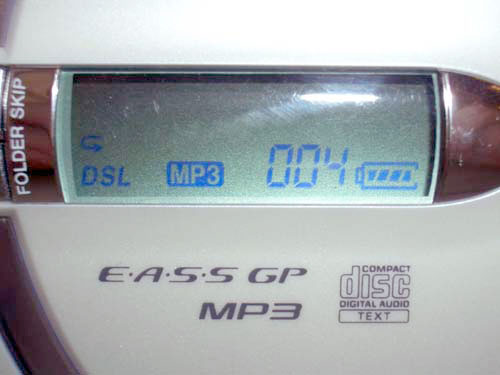 FOLDER SKIP
DSL MP3 004
E·A·S·S GP
MP3
COMPACT
disc
DIGITAL AUDIO
TEXT